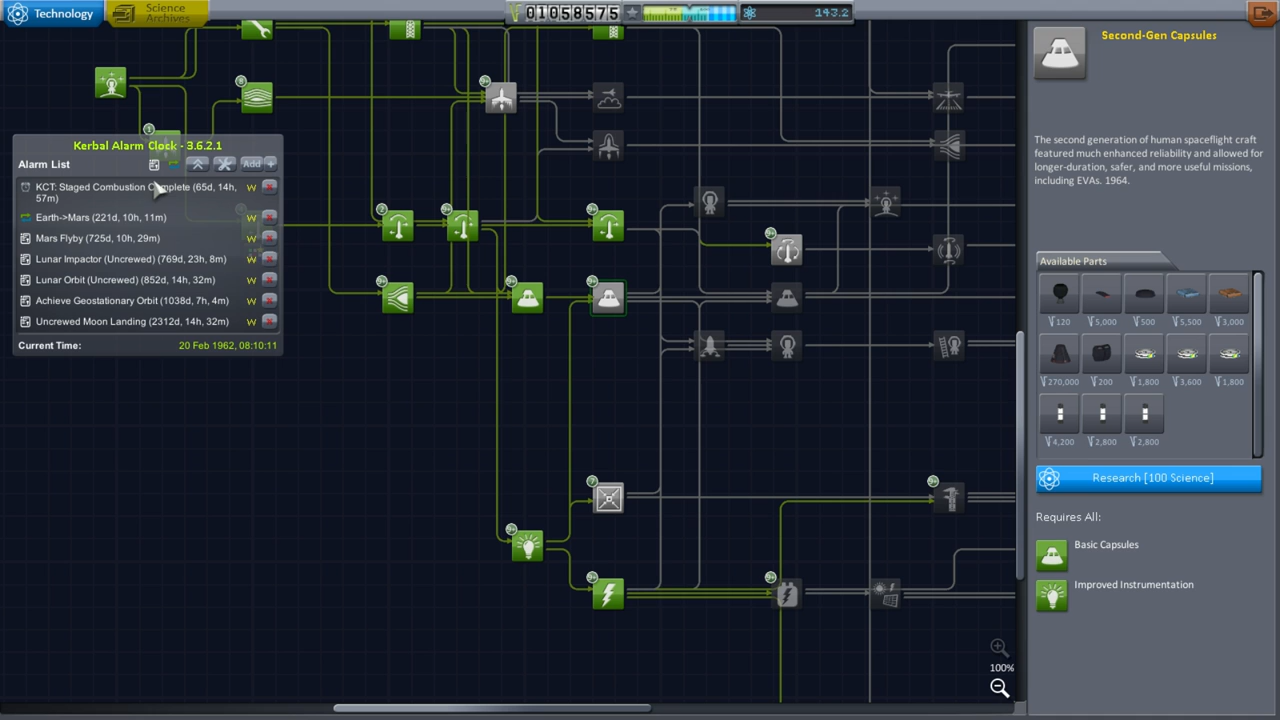 Technology
Science
Archives
01058575
143.2
Second-Gen Capsules
The second generation of human spaceflight craft
featured much enhanced reliability and allowed for
longer-duration, safer, and more useful missions,
including EVAs. 1964.
Kerbal Alarm Clock - 3.6.2.1
Alarm List
Add +
KCT: Staged Combustion Complete (65d, 14h,
57m) W
Earth->Mars (221d, 10h, 11m) W
Mars Flyby (725d, 10h, 29m) W
Lunar Impactor (Uncrewed) (769d, 23h, 8m) W
Lunar Orbit (Uncrewed) (852d, 14h, 32m) W
Achieve Geostationary Orbit (1038d, 7h, 4m) W
Uncrewed Moon Landing (2312d, 14h, 32m) W
Current Time: 20 Feb 1962, 08:10:11
Available Parts
120 5,000 500 5,500 3,000
270,000 200 1,800 3,600 1,800
4,200 2,800 2,800
Research [100 Science]
Requires All:
Basic Capsules
Improved Instrumentation
100%